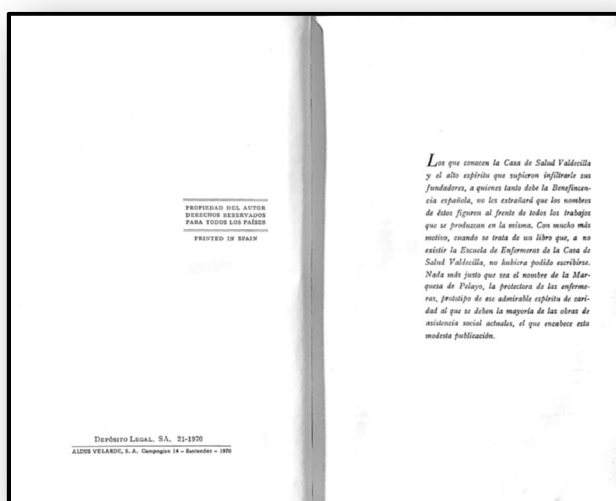 PROPIEDAD DEL AUTOR
DERECHOS RESERVADOS
PARA TODOS LOS PAÍSES
PRINTED IN SPAIN
DEPÓSITO LEGAL. SA. 21-1970
ALDUS VELARDE, S. A. Campogiro 14 - Santander - 1970
Los que conocen la Casa de Salud Valdecilla
y el alto espíritu que supieron infiltrarle sus
fundadores, a quienes tanto debe la Benefincen-
cia española, no les extrañará que los nombres
de éstos figuren al frente de todos los trabajos
que se produzcan en la misma. Con mucho más
motivo, cuando se trata de un libro que, a no
existir la Escuela de Enfermeras de la Casa de
Salud Valdecilla, no hubiera podido escribirse.
Nada más justo que sea el nombre de la Mar-
quesa de Pelayo, la protectora de las enferme-
ras, prototipo de ese admirable espíritu de cari-
dad al que se deben la mayoría de las obras de
asistencia social actuales, el que encabece esta
modesta publicación.